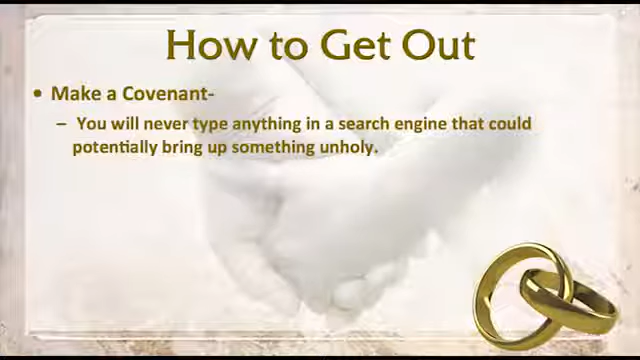 How to Get Out
• Make a Covenant-
– You will never type anything in a search engine that could
potentially bring up something unholy.